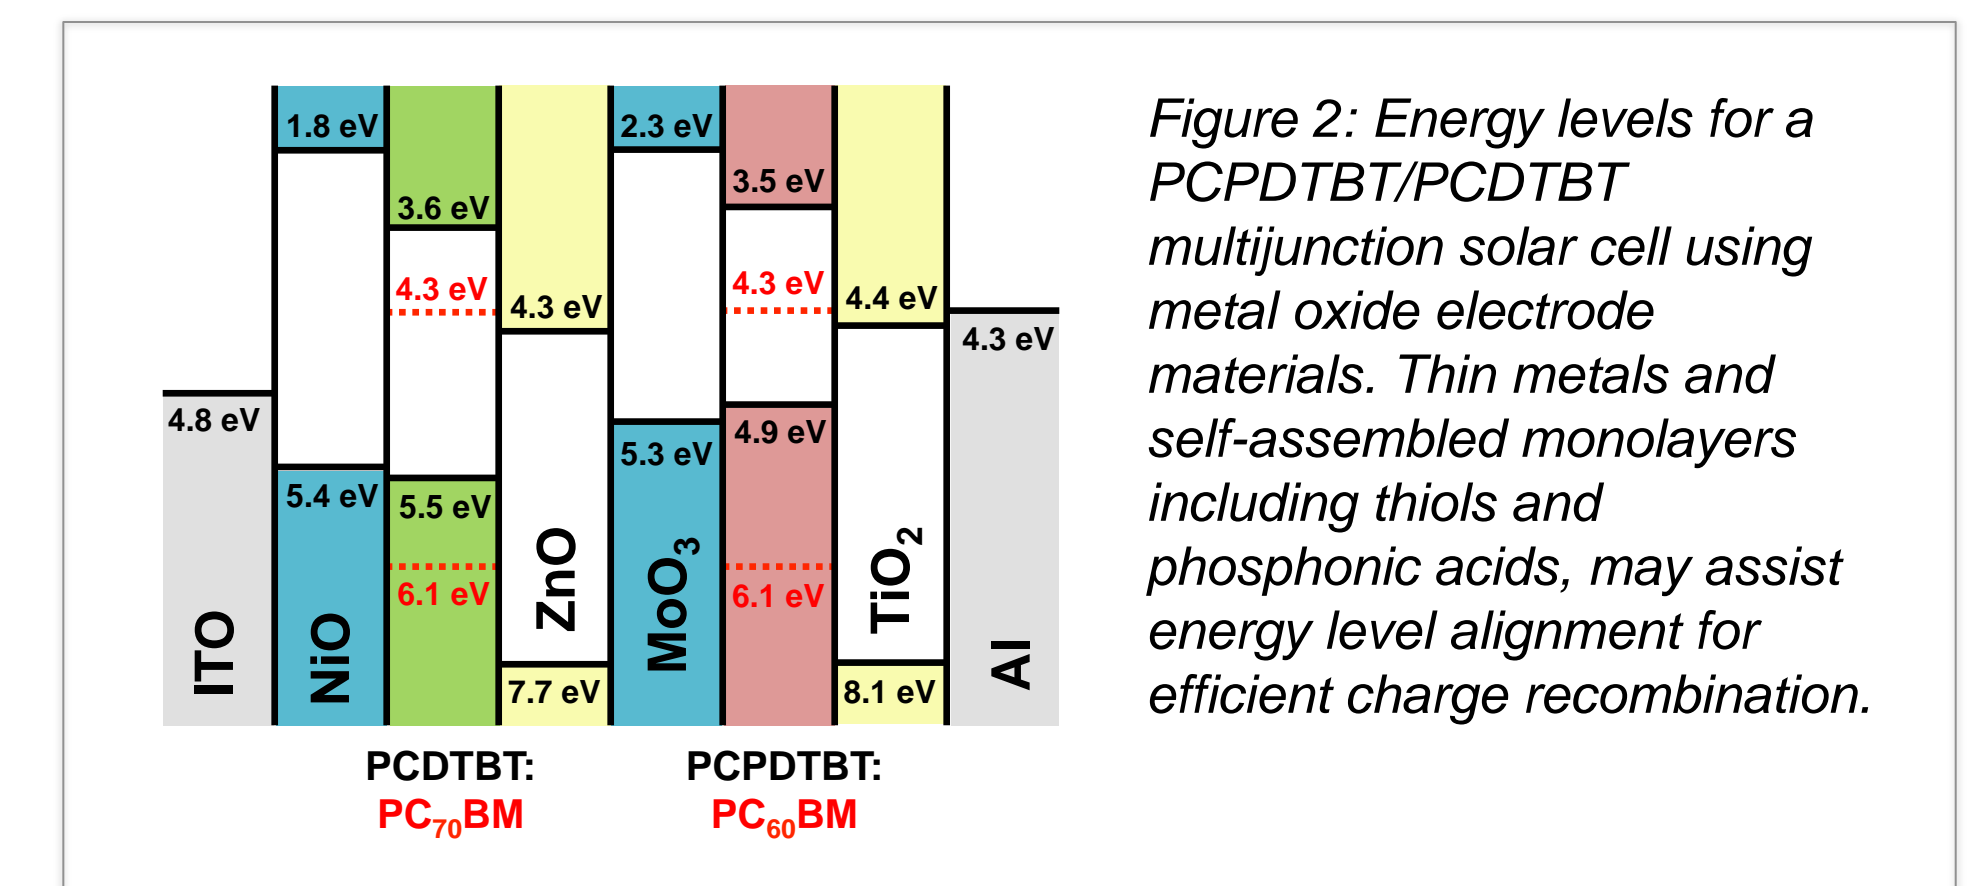 1.8 eV
2.3 eV
3.6 eV
3.5 eV
4.3 eV
4.3 eV
4.3 eV
4.4 eV
4.3 eV
4.8 eV
5.4 eV
5.5 eV
5.3 eV
4.9 eV
6.1 eV
6.1 eV
7.7 eV
8.1 eV
ITO
NiO
ZnO
MoO₃
TiO₂
Al
PCDTBT:
PC₇₀BM
PCPDTBT:
PC₆₀BM
Figure 2: Energy levels for a
PCPDTBT/PCDTBT
multijunction solar cell using
metal oxide electrode
materials. Thin metals and
self-assembled monolayers
including thiols and
phosphonic acids, may assist
energy level alignment for
efficient charge recombination.